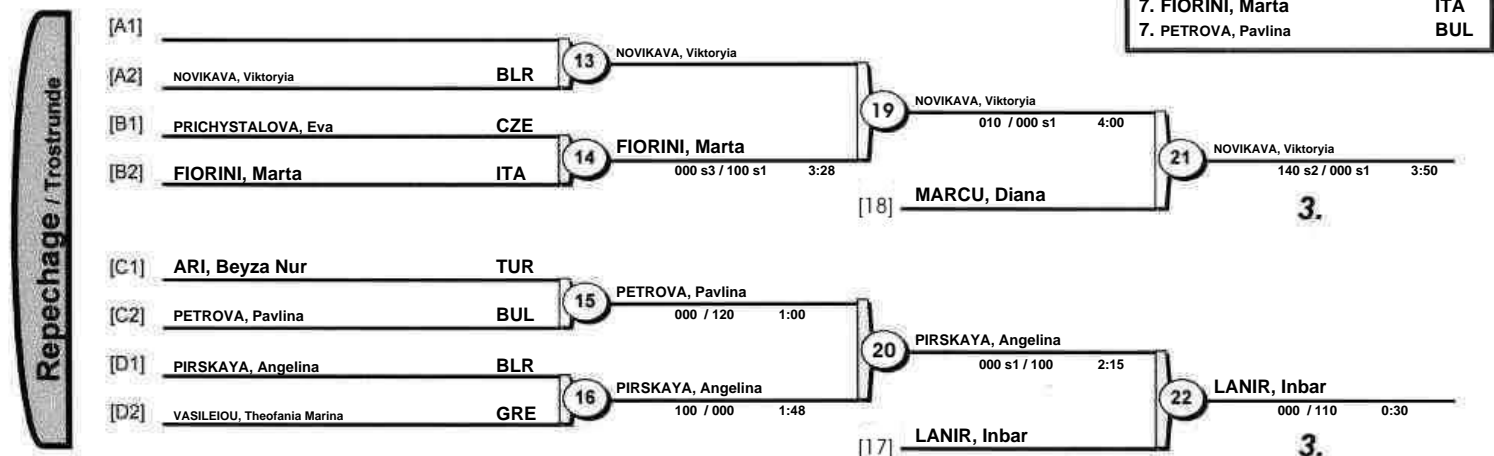 7. FIORINI, Marta ITA
7. PETROVA, Pavlina BUL
Repechage / Trostrunde
[A1]
[A2] NOVIKAVA, Viktoryia BLR
13 NOVIKAVA, Viktoryia
[B1] PRICHYSTALOVA, Eva CZE
[B2] FIORINI, Marta ITA
14 FIORINI, Marta
000 s3 / 100 s1 3:28
19 NOVIKAVA, Viktoryia
010 / 000 s1 4:00
[18] MARCU, Diana
21 NOVIKAVA, Viktoryia
140 s2 / 000 s1 3:50
3.
[C1] ARI, Beyza Nur TUR
[C2] PETROVA, Pavlina BUL
15 PETROVA, Pavlina
000 / 120 1:00
[D1] PIRSKAYA, Angelina BLR
[D2] VASILEIOU, Theofania Marina GRE
16 PIRSKAYA, Angelina
100 / 000 1:48
20 PIRSKAYA, Angelina
000 s1 / 100 2:15
[17] LANIR, Inbar
22 LANIR, Inbar
000 / 110 0:30
3.